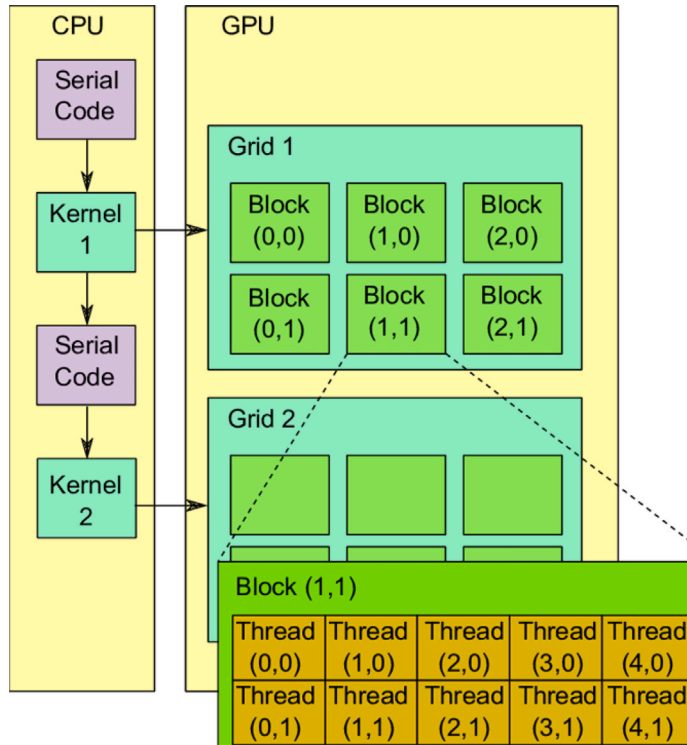 CPU
GPU
Serial
Code
Kernel
1
Serial
Code
Kernel
2
Grid 1
Block
(0,0)
Block
(1,0)
Block
(2,0)
Block
(0,1)
Block
(1,1)
Block
(2,1)
Grid 2
Block (1,1)
Thread
(0,0)
Thread
(1,0)
Thread
(2,0)
Thread
(3,0)
Thread
(4,0)
Thread
(0,1)
Thread
(1,1)
Thread
(2,1)
Thread
(3,1)
Thread
(4,1)